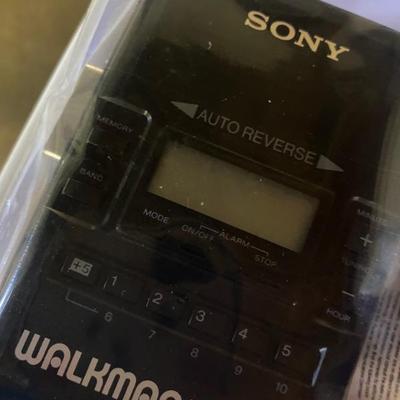 SONY
AUTO REVERSE
MEMORY
BAND
MODE
ON/OFF
ALARM
STOP
MINUTE
+
−
HOUR
+5
1 2 3 4 5
6 7 8 9 10